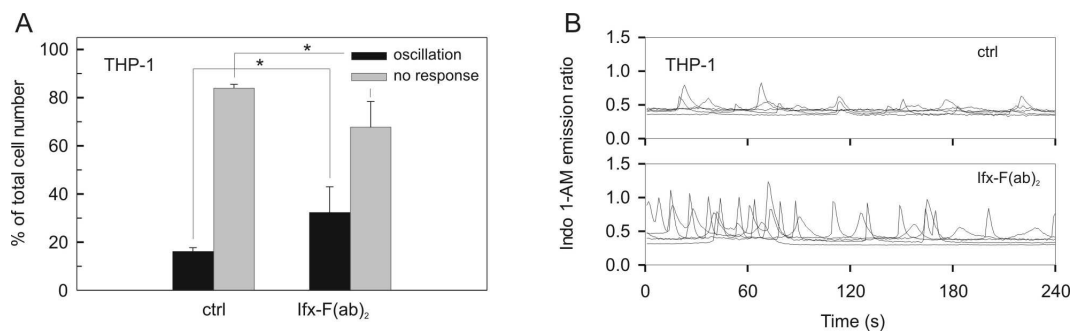 A
% of total cell number
100
80
60
40
20
0
THP-1
*
*
oscillation
no response
ctrl
Ifx-F(ab)₂
B
Indo 1-AM emission ratio
1.5
1.0
0.5
0.0
THP-1
ctrl
1.5
1.0
0.5
0.0
Ifx-F(ab)₂
0
60
120
180
240
Time (s)